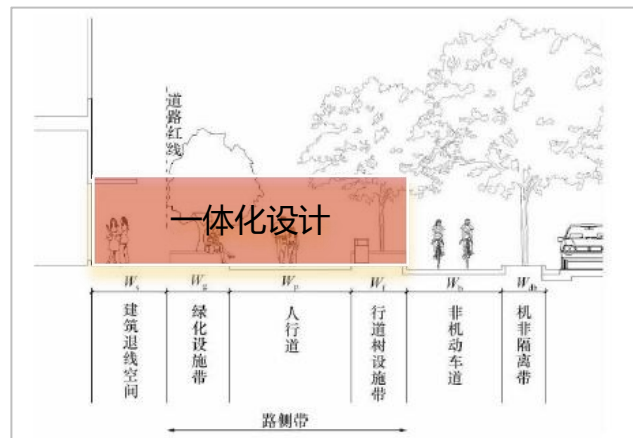 道路红线
一体化设计
Ws
Wg
Wp
Wf
Wb
Wdb
建筑退线空间
绿化设施带
人行道
行道树设施带
非机动车道
机非隔离带
路侧带